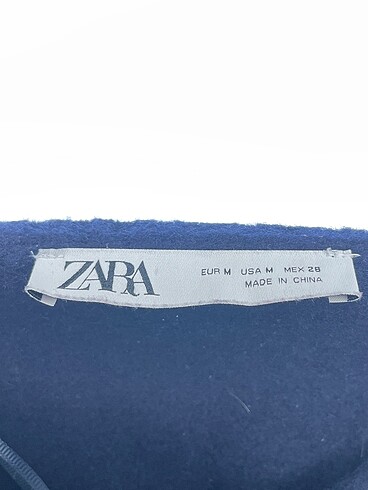 ZARA
EUR M USA M MEX 28
MADE IN CHINA